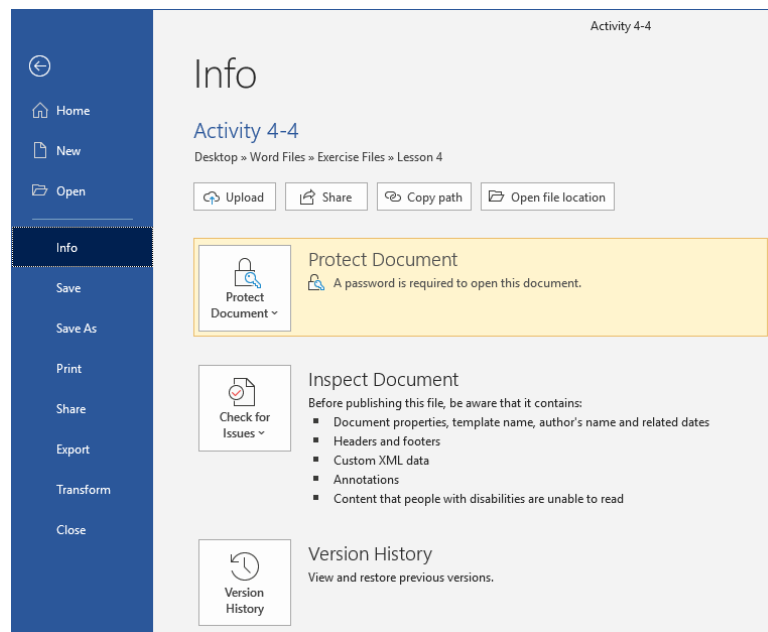 Activity 4-4
Info
Home
New
Open
Info
Save
Save As
Print
Share
Export
Transform
Close
Activity 4-4
Desktop » Word Files » Exercise Files » Lesson 4
Upload
Share
Copy path
Open file location
Protect
Document
Protect Document
A password is required to open this document.
Check for
Issues
Inspect Document
Before publishing this file, be aware that it contains:
Document properties, template name, author's name and related dates
Headers and footers
Custom XML data
Annotations
Content that people with disabilities are unable to read
Version
History
Version History
View and restore previous versions.